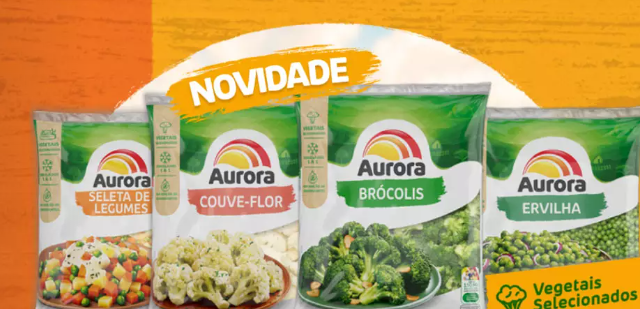 NOVIDADE
Aurora
SELETA DE
LEGUMES
Aurora
COUVE-FLOR
Aurora
BRÓCOLIS
Aurora
ERVILHA
Vegetais
Selecionados